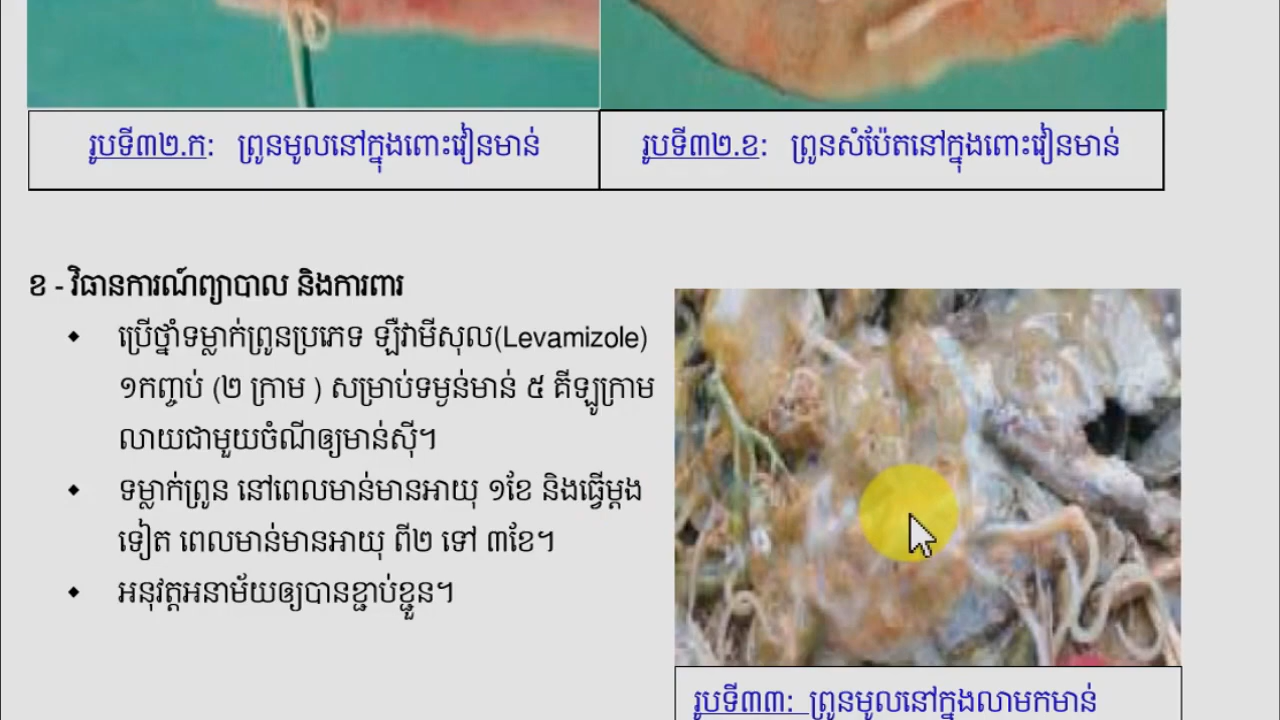 រូបទី៣២.ក: ព្រូនមូលនៅក្នុងពោះវៀនមាន់
រូបទី៣២.ខ: ព្រូនសំប៉ែតនៅក្នុងពោះវៀនមាន់
ខ - វិធានការណ៍ព្យាបាល និងការពារ
ប្រើថ្នាំទម្លាក់ព្រូនប្រភេទ ឡឺវ៉ាមីសុល(Levamizole)
១កញ្ចប់ (២ ក្រាម ) សម្រាប់ទម្ងន់មាន់ ៥ គីឡូក្រាម
លាយជាមួយចំណីឲ្យមាន់ស៊ី។
ទម្លាក់ព្រូន នៅពេលមាន់មានអាយុ ១ខែ និងធ្វើម្តង
ទៀត ពេលមាន់មានអាយុ ពី២ ទៅ ៣ខែ។
អនុវត្តអនាម័យឲ្យបានខ្ជាប់ខ្ជួន។
រូបទី៣៣: ព្រូនមូលនៅក្នុងលាមកមាន់